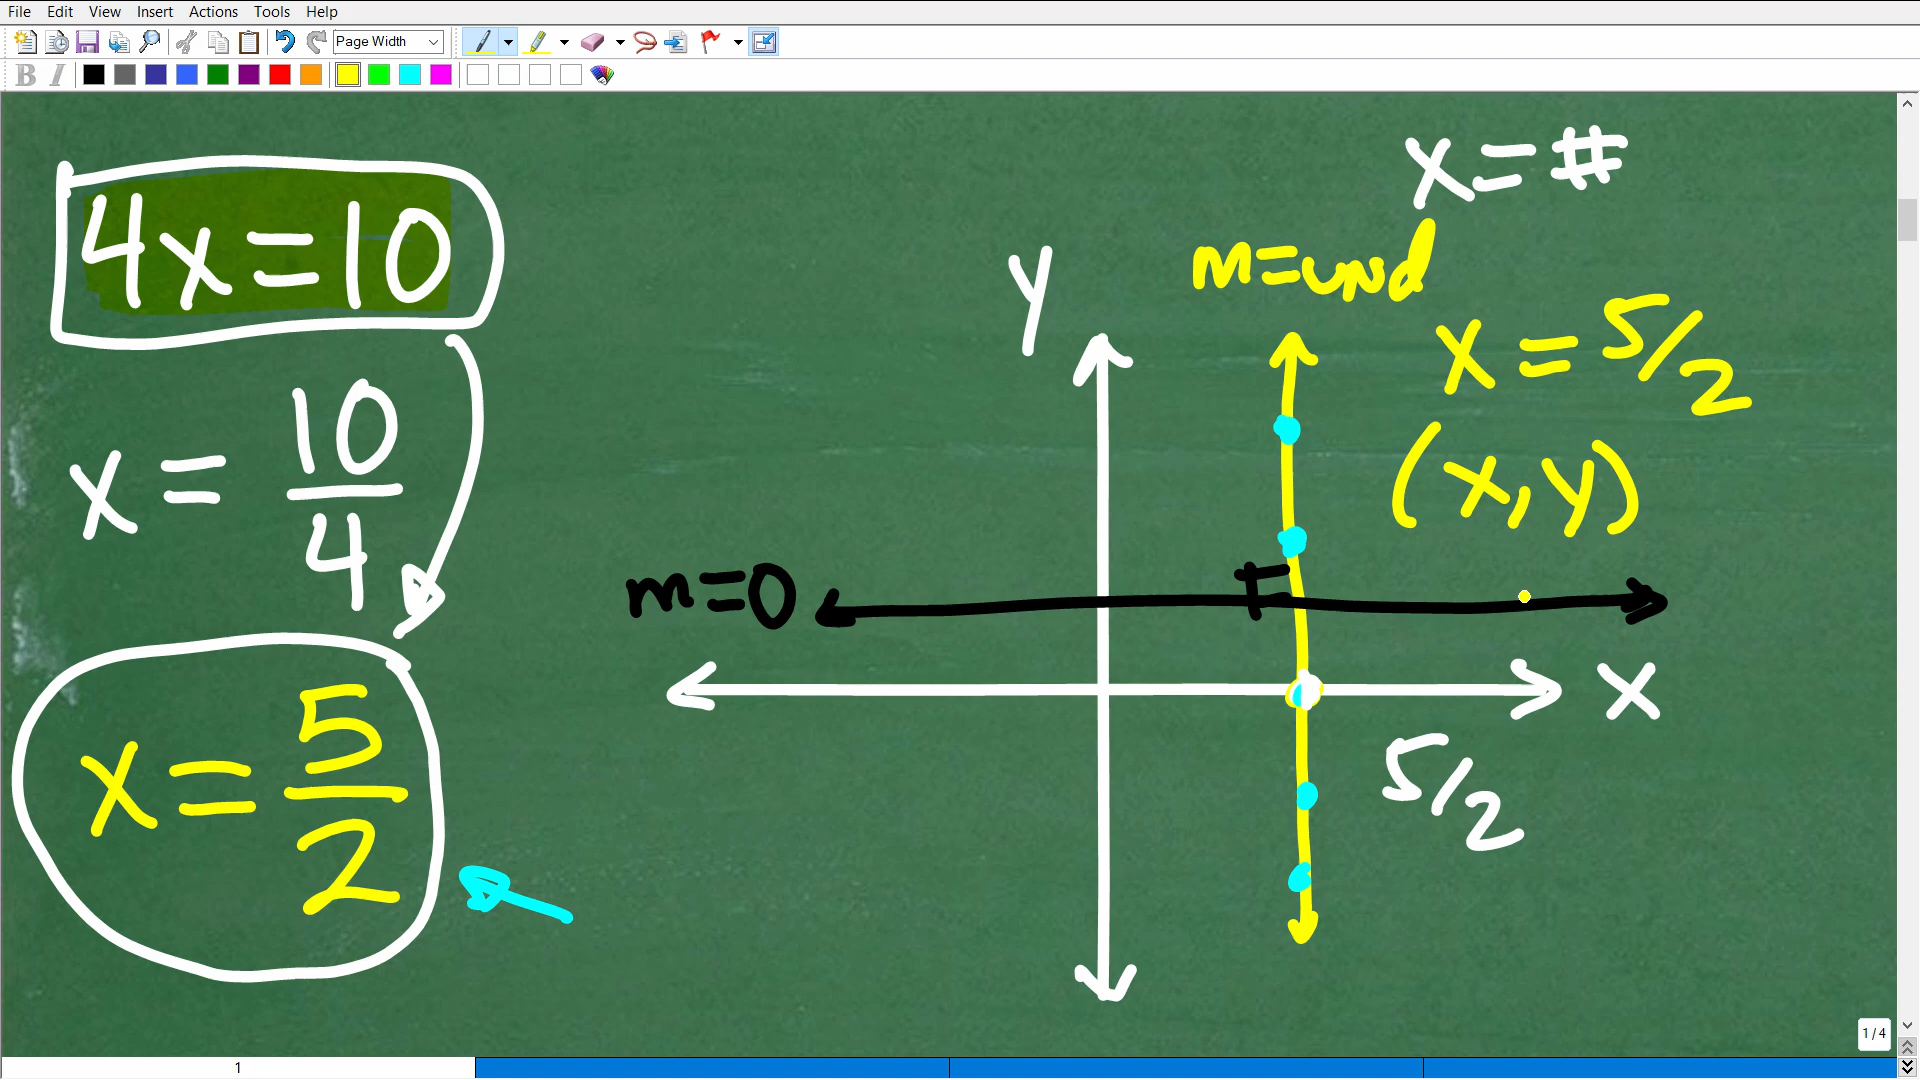 File Edit View Insert Actions Tools Help
Page Width
B I
4x=10
x = 10/4
x = 5/2
x = #
m=und
y
x = 5/2
(x,y)
m=0
x
5/2
1 / 4
1